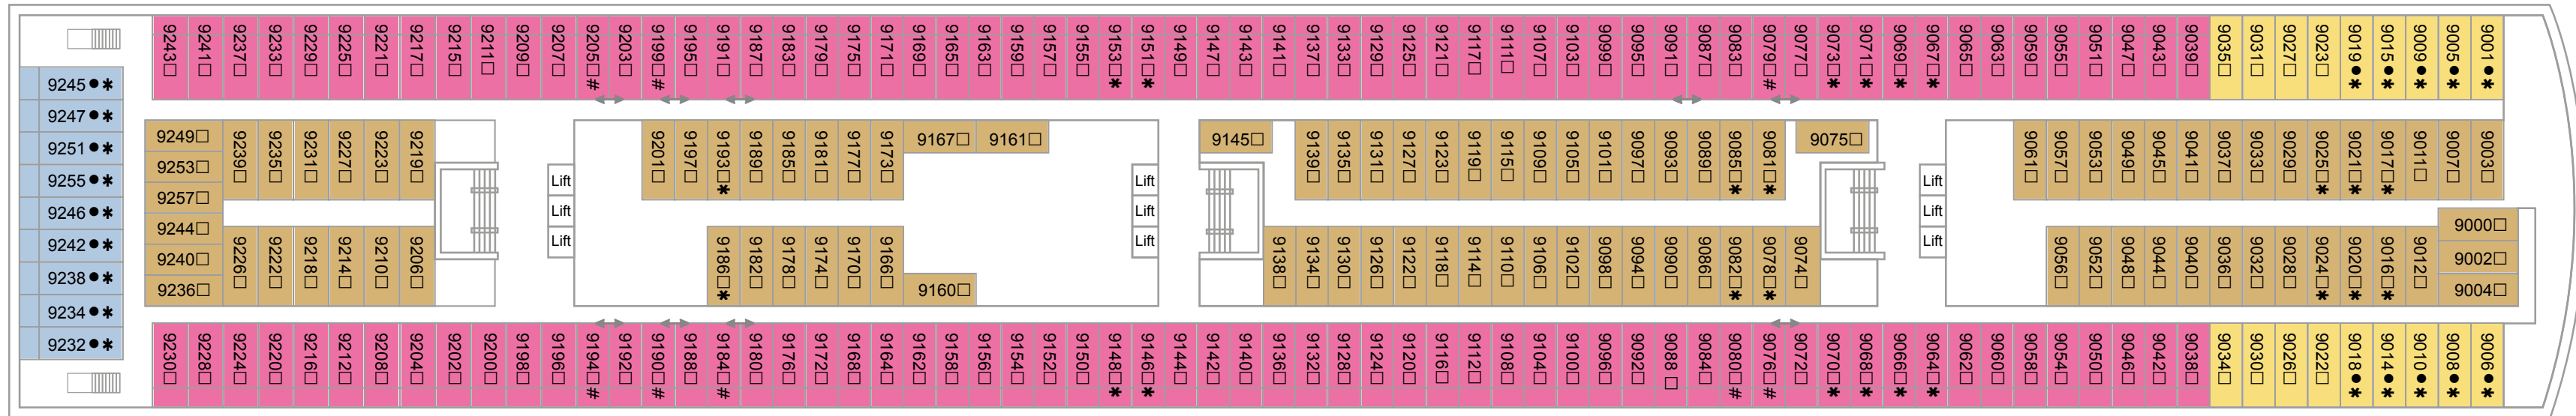 9243□ 9241□ 9237□ 9233□ 9229□ 9225□ 9221□ 9217□ 9215□ 9211□ 9209□ 9207□ 9205□# 9203□ 9199□# 9195□ 9191□* 9187□ 9183□ 9179□ 9175□ 9171□ 9169□ 9165□ 9163□ 9159□ 9157□ 9155□ 9153□* 9151□* 9149□ 9147□ 9143□ 9141□ 9137□ 9133□ 9129□ 9125□ 9121□ 9117□ 9111□ 9107□ 9103□ 9099□ 9095□ 9091□ 9087□ 9083□ 9079□# 9077□ 9073□* 9071□* 9069□* 9067□* 9065□ 9063□ 9059□ 9055□ 9051□ 9047□ 9043□ 9039□ 9035□ 9031□ 9027□ 9023□ 9019●* 9015●* 9009●* 9005●* 9001●*
9245●*
9247●*
9251●*
9255●*
9246●*
9242●*
9238●*
9234●*
9232●*
9249□
9253□
9257□
9244□
9240□
9236□
9239□ 9235□ 9231□ 9227□ 9223□ 9219□
9226□ 9222□ 9218□ 9214□ 9210□ 9206□
Lift
Lift
Lift
9201□ 9197□ 9193□* 9189□ 9185□ 9181□ 9177□ 9173□ 9167□ 9161□
9186□* 9182□ 9178□ 9174□ 9170□ 9166□ 9160□
Lift
Lift
Lift
9145□ 9139□ 9135□ 9131□ 9127□ 9123□ 9119□ 9115□ 9109□ 9105□ 9101□ 9097□ 9093□ 9089□ 9085□* 9081□* 9075□
9138□ 9134□ 9130□ 9126□ 9122□ 9118□ 9114□ 9110□ 9106□ 9102□ 9098□ 9094□ 9090□ 9086□ 9082□* 9078□* 9074□
Lift
Lift
Lift
9061□ 9057□ 9053□ 9049□ 9045□ 9041□ 9037□ 9033□ 9029□ 9025□* 9021□* 9017□* 9011□ 9007□ 9003□
9056□ 9052□ 9048□ 9044□ 9040□ 9036□ 9032□ 9028□ 9024□* 9020□* 9016□* 9012□
9000□
9002□
9004□
9230□ 9228□ 9224□ 9220□ 9216□ 9212□ 9208□ 9204□ 9202□ 9200□ 9198□ 9196□ 9194□# 9192□ 9190□# 9188□ 9184□# 9180□ 9176□ 9172□ 9168□ 9164□ 9162□ 9158□ 9156□ 9154□ 9152□ 9150□ 9148□* 9146□* 9144□ 9142□ 9140□ 9136□ 9132□ 9128□ 9124□ 9120□ 9116□ 9112□ 9108□ 9104□ 9100□ 9096□ 9092□ 9088 □ 9084□ 9080□# 9076□# 9072□ 9070□* 9068□* 9066□* 9064□* 9062□ 9060□ 9058□ 9054□ 9050□ 9046□ 9042□ 9038□ 9034□ 9030□ 9026□ 9022□ 9018●* 9014●* 9010●* 9008●* 9006●*